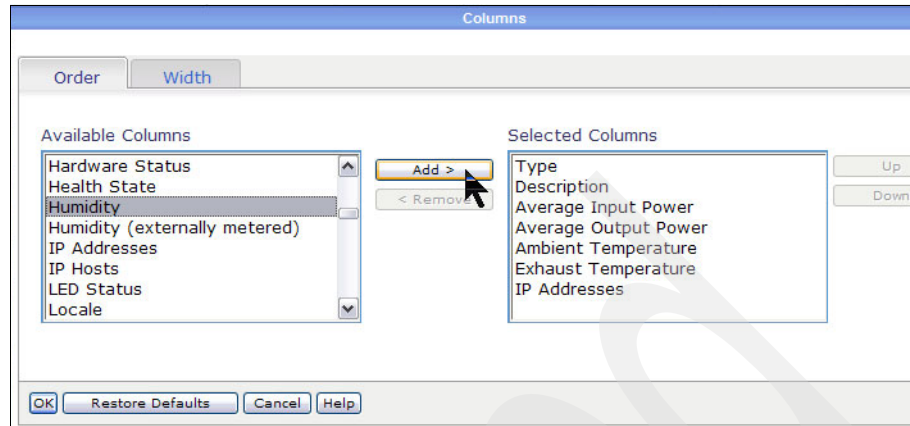 Columns
Order
Width
Available Columns
Hardware Status
Health State
Humidity
Humidity (externally metered)
IP Addresses
IP Hosts
LED Status
Locale
Add >
< Remove
Selected Columns
Type
Description
Average Input Power
Average Output Power
Ambient Temperature
Exhaust Temperature
IP Addresses
Up
Down
OK
Restore Defaults
Cancel
Help